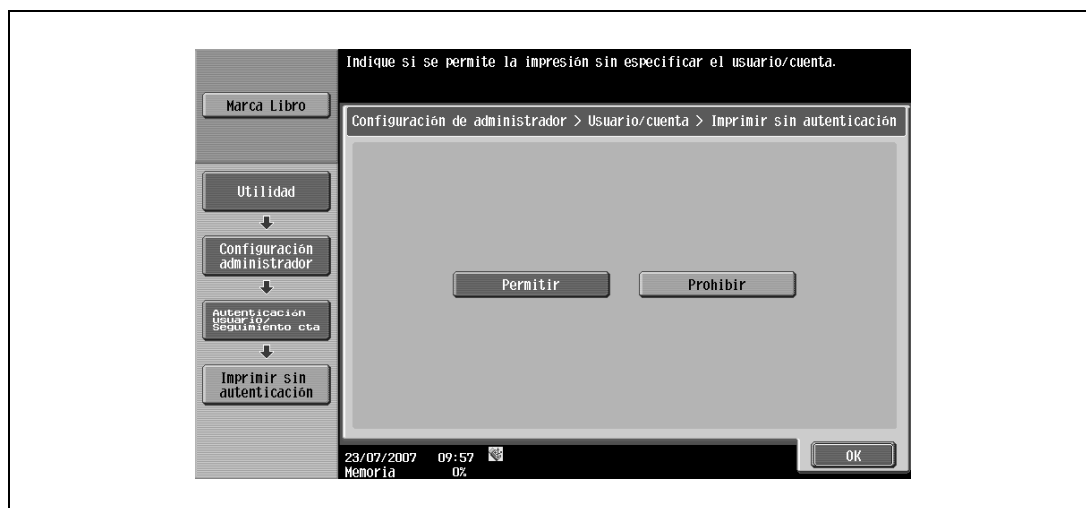 Indique si se permite la impresión sin especificar el usuario/cuenta.
Marca Libro
Configuración de administrador > Usuario/cuenta > Imprimir sin autenticación
Utilidad
Configuración
administrador
Autenticación
usuario/
Seguimiento cta
Imprimir sin
autenticación
Permitir
Prohibir
23/07/2007 09:57
Memoria 0%
OK